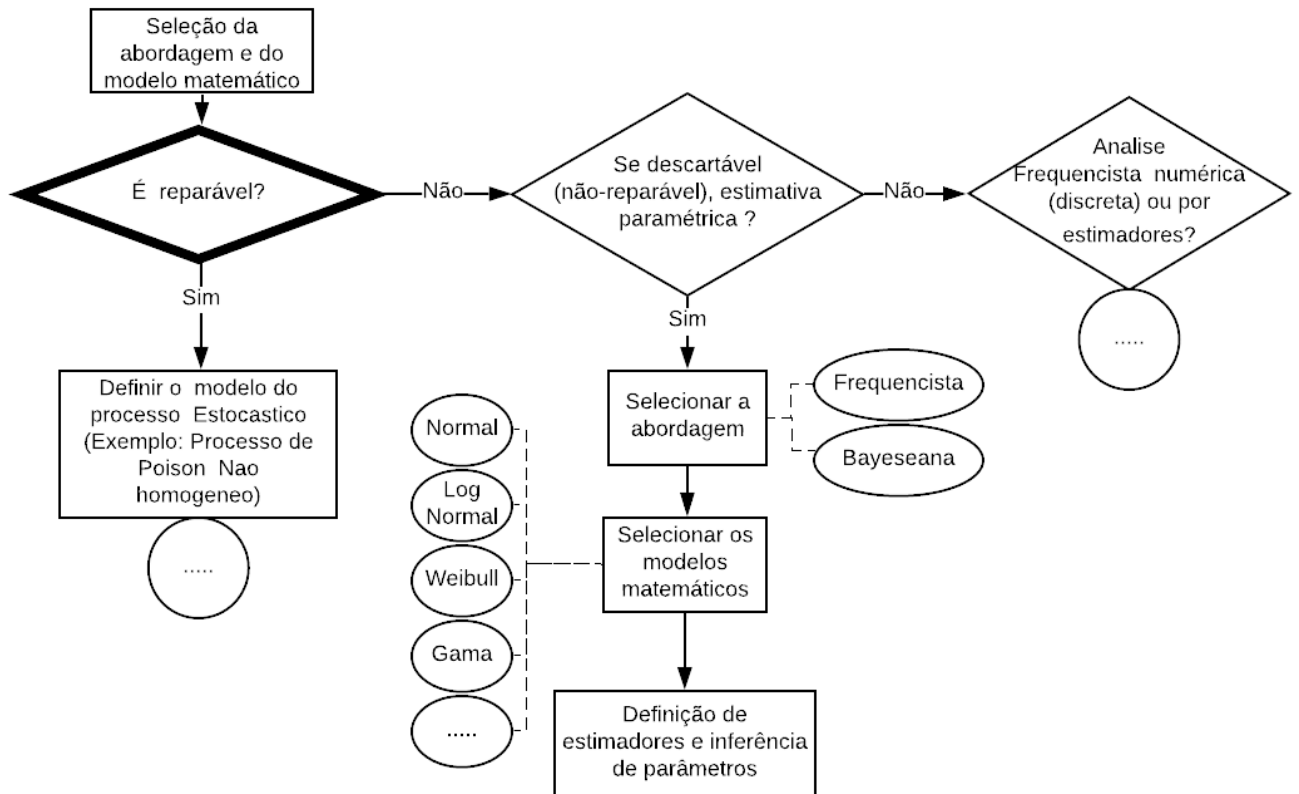 Seleção da
abordagem e do
modelo matemático
É reparável?
Não
Se descartável
(não-reparável), estimativa
paramétrica ?
Não
Analise
Frequencista numérica
(discreta) ou por
estimadores?
Sim
Sim
.....
Definir o modelo do
processo Estocastico
(Exemplo: Processo de
Poison Nao
homogeneo)
.....
Selecionar a
abordagem
Frequencista
Bayeseana
Normal
Log
Normal
Weibull
Gama
.....
Selecionar os
modelos
matemáticos
Definição de
estimadores e inferência
de parâmetros